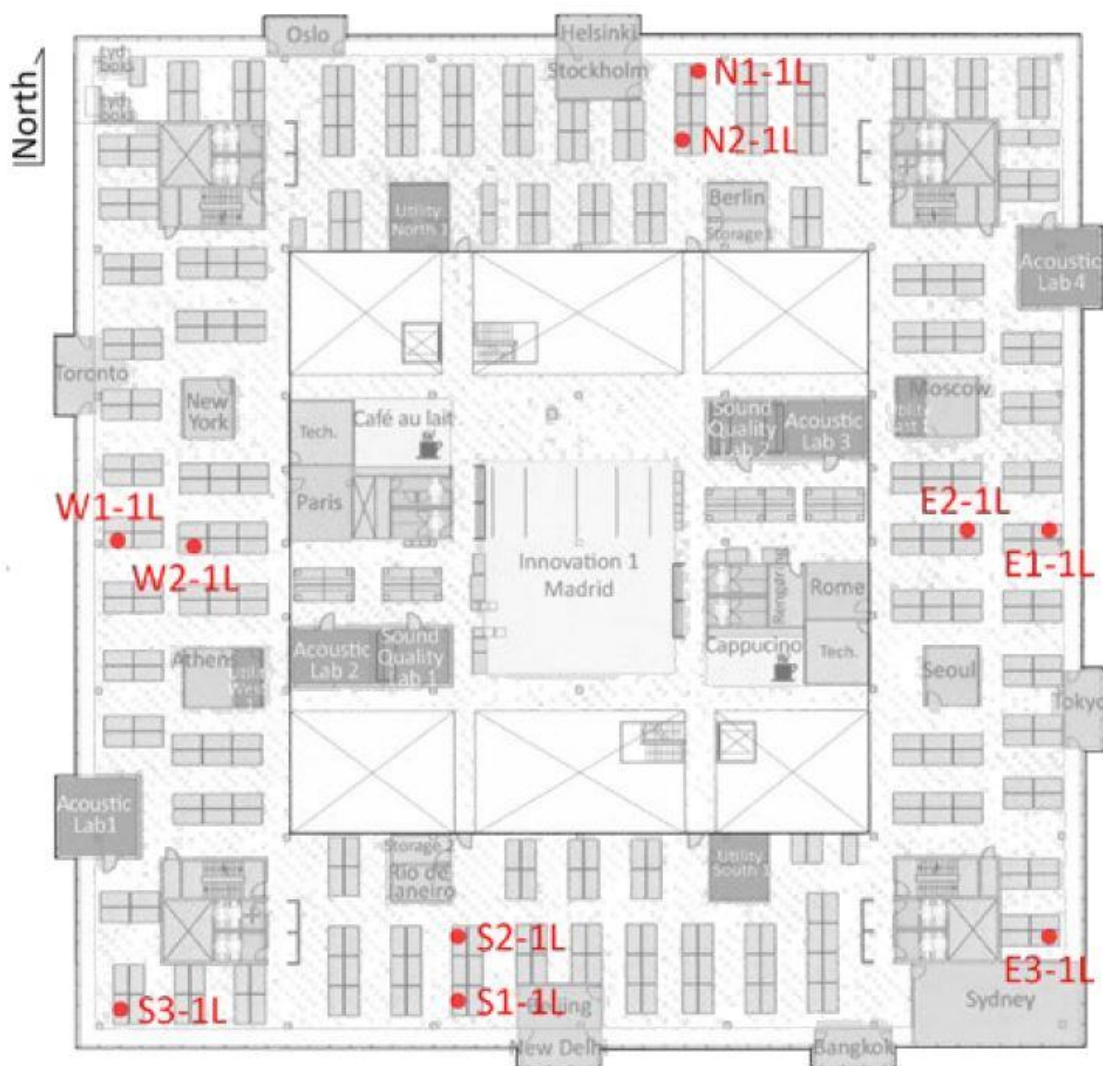 Oslo
Helsinki
Stockholm
North
N1-1L
N2-1L
Utility
North 1
Berlin
Storage 1
Acoustic
Lab 4
Toronto
New
York
Tech.
Café au lait
Sound
Quality
Lab 2
Acoustic
Lab 3
Moscow
Paris
W1-1L
W2-1L
E2-1L
E1-1L
Innovation 1
Madrid
Rome
Rengøring
Cappucino
Tech.
Athens
Acoustic
Lab 2
Sound
Quality
Lab 1
Seoul
Tokyo
Acoustic
Lab1
Storage 2
Rio de
Janeiro
Utility
South 1
S2-1L
S1-1L
S3-1L
E3-1L
Sydney
New Delhi
Bangkok